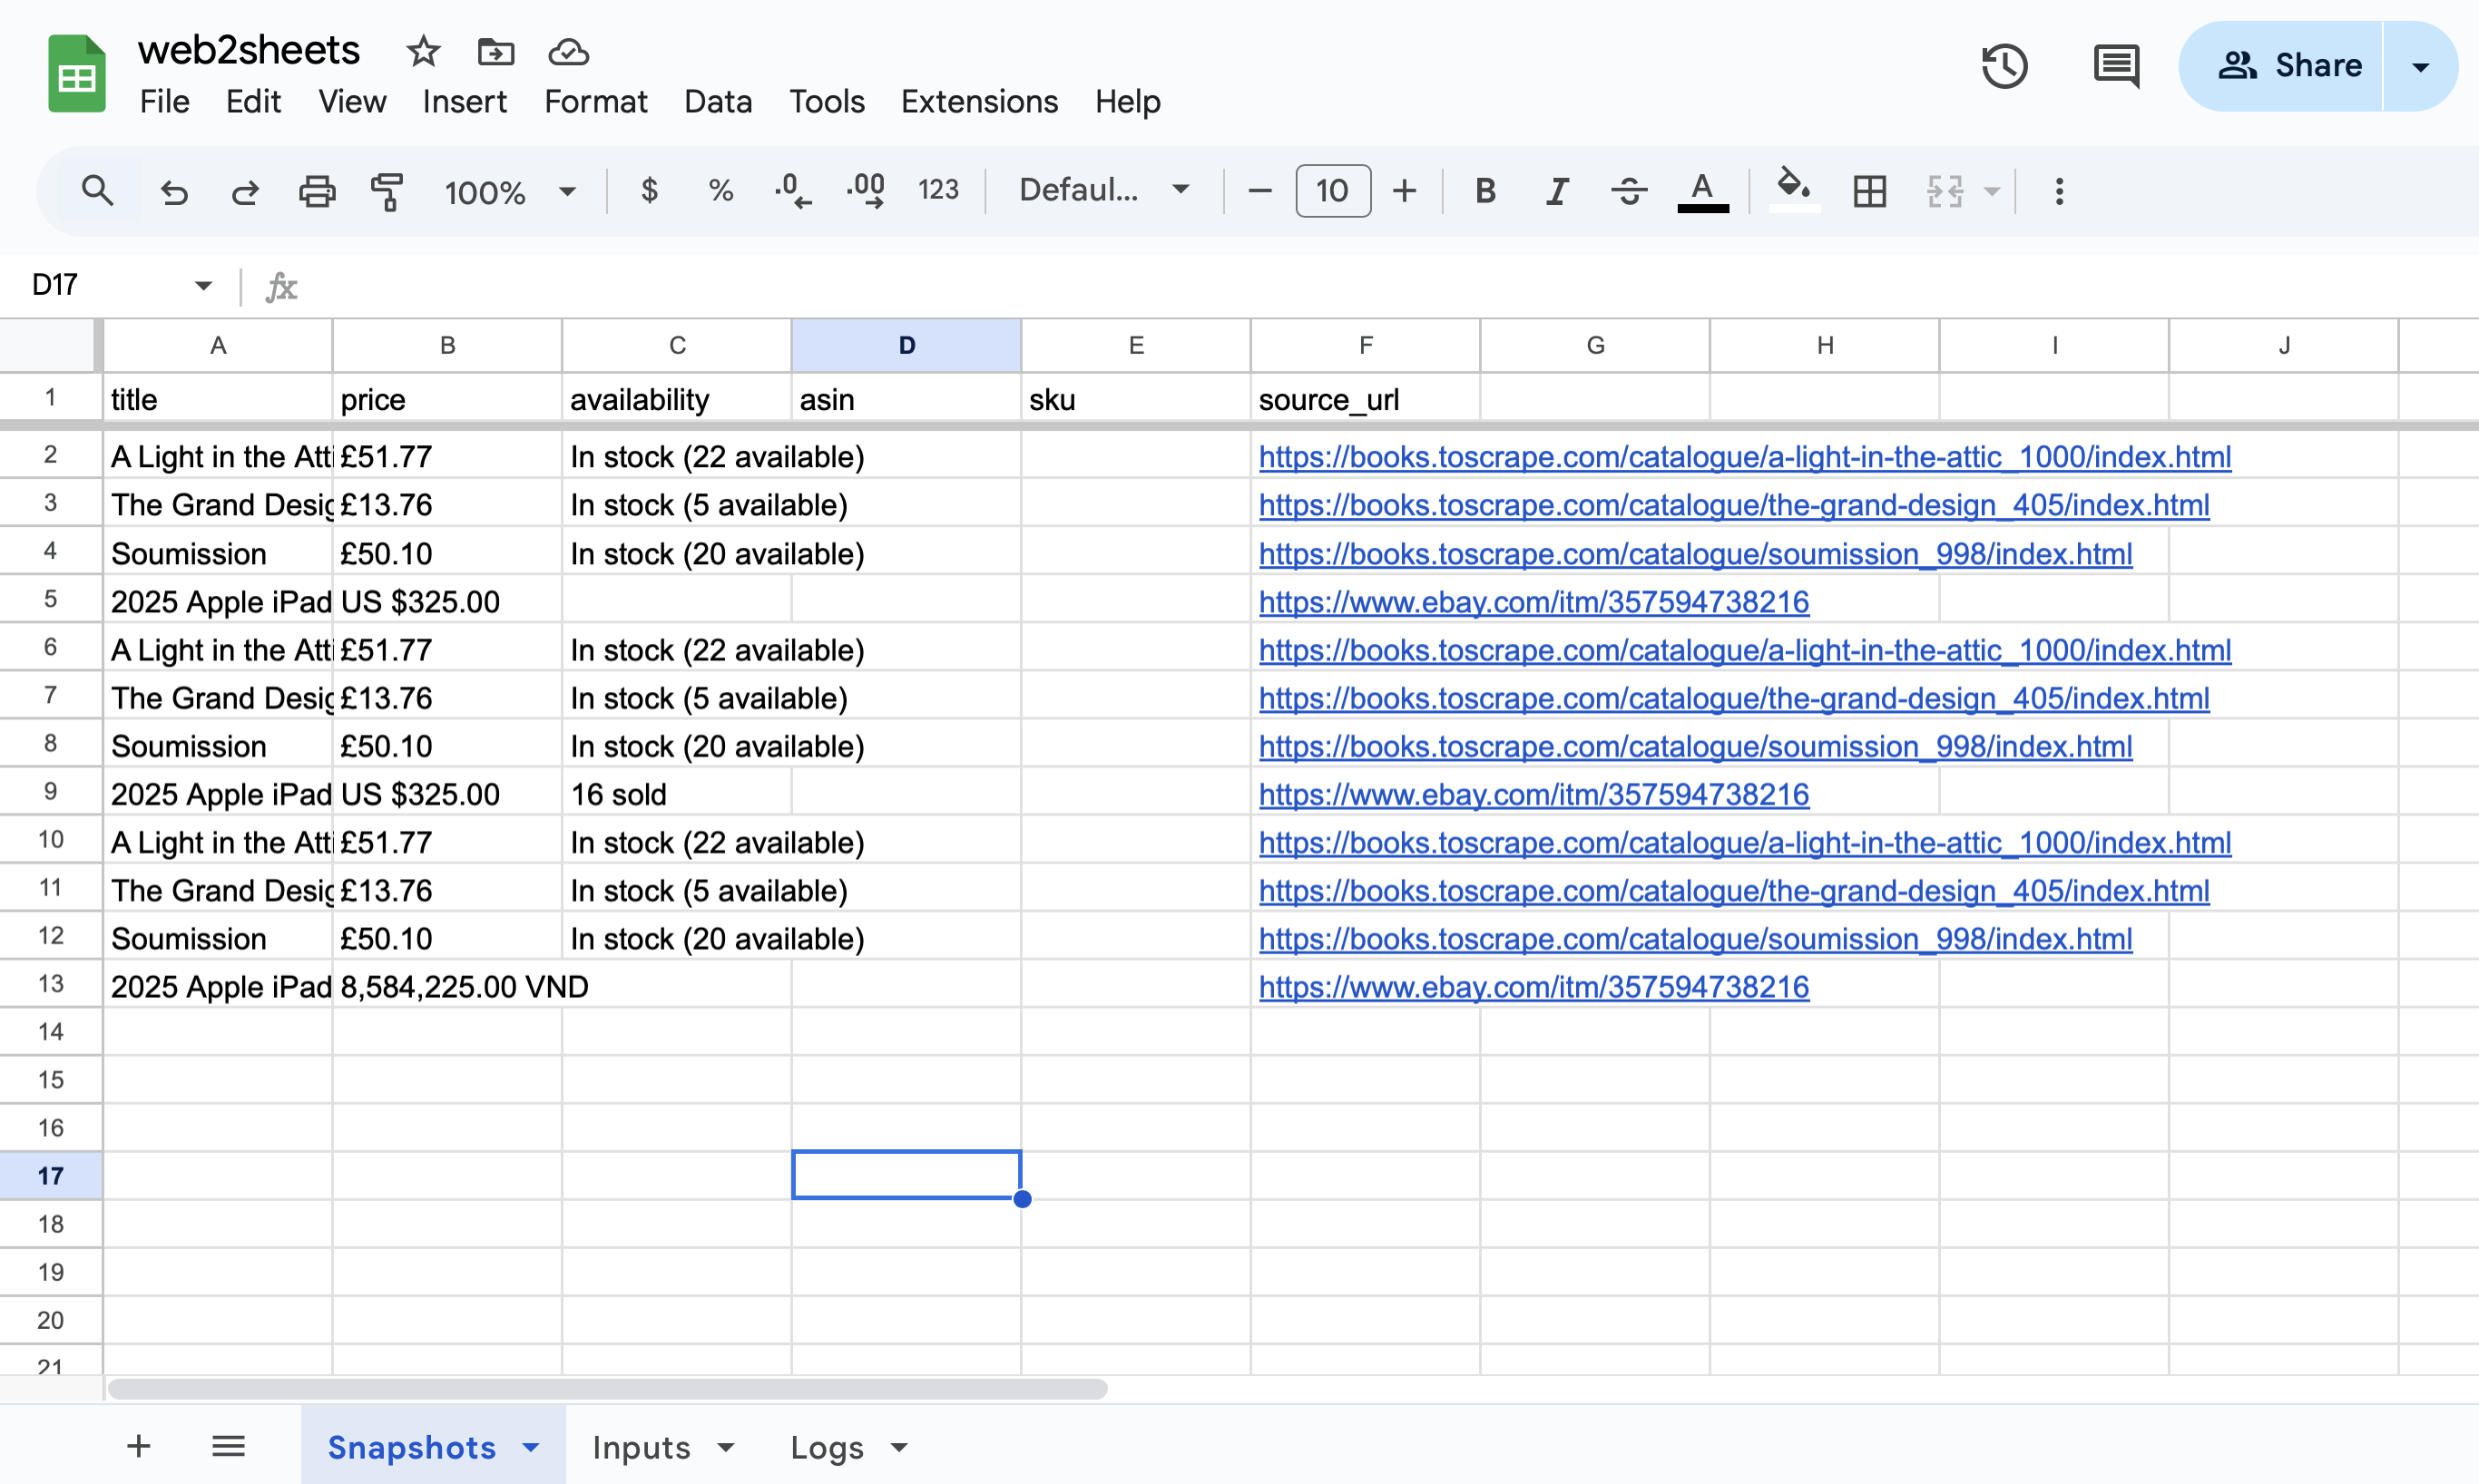 web2sheets
File Edit View Insert Format Data Tools Extensions Help
Share
100% $ % .0 .00 123 Defaul... 10 B I A
D17 fx
A B C D E F G H I J
1 title price availability asin sku source_url
2 A Light in the Atti £51.77 In stock (22 available) https://books.toscrape.com/catalogue/a-light-in-the-attic_1000/index.html
3 The Grand Desig £13.76 In stock (5 available) https://books.toscrape.com/catalogue/the-grand-design_405/index.html
4 Soumission £50.10 In stock (20 available) https://books.toscrape.com/catalogue/soumission_998/index.html
5 2025 Apple iPad US $325.00 https://www.ebay.com/itm/357594738216
6 A Light in the Atti £51.77 In stock (22 available) https://books.toscrape.com/catalogue/a-light-in-the-attic_1000/index.html
7 The Grand Desig £13.76 In stock (5 available) https://books.toscrape.com/catalogue/the-grand-design_405/index.html
8 Soumission £50.10 In stock (20 available) https://books.toscrape.com/catalogue/soumission_998/index.html
9 2025 Apple iPad US $325.00 16 sold https://www.ebay.com/itm/357594738216
10 A Light in the Atti £51.77 In stock (22 available) https://books.toscrape.com/catalogue/a-light-in-the-attic_1000/index.html
11 The Grand Desig £13.76 In stock (5 available) https://books.toscrape.com/catalogue/the-grand-design_405/index.html
12 Soumission £50.10 In stock (20 available) https://books.toscrape.com/catalogue/soumission_998/index.html
13 2025 Apple iPad 8,584,225.00 VND https://www.ebay.com/itm/357594738216
14
15
16
17
18
19
20
21
Snapshots Inputs Logs